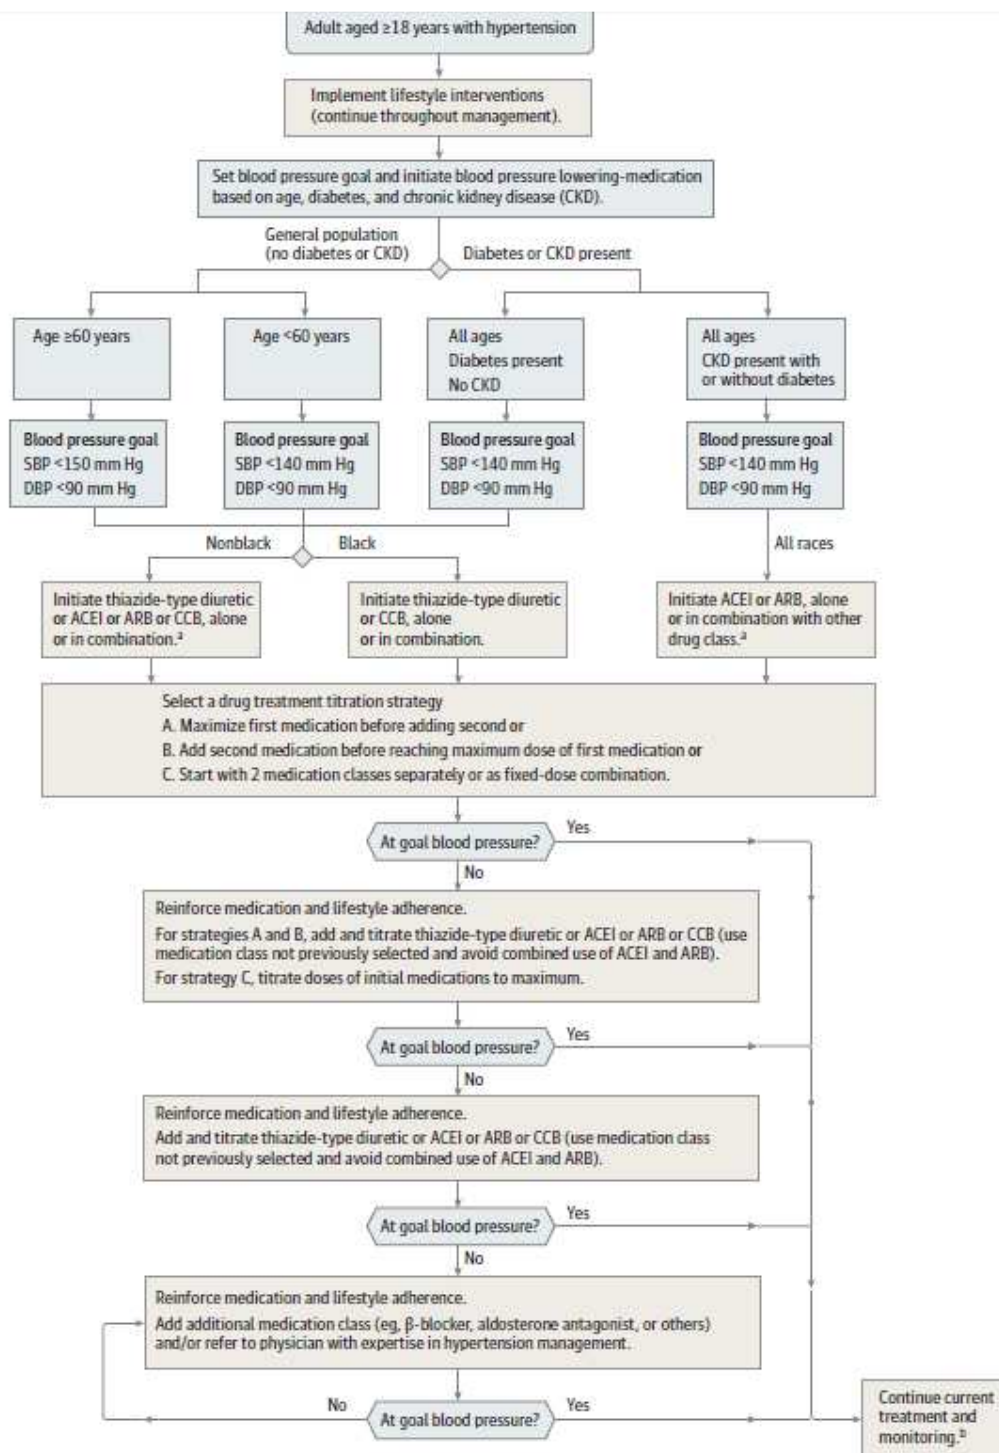 Adult aged ≥18 years with hypertension
Implement lifestyle interventions
(continue throughout management).
Set blood pressure goal and initiate blood pressure lowering-medication
based on age, diabetes, and chronic kidney disease (CKD).
General population
(no diabetes or CKD)
Diabetes or CKD present
Age ≥60 years
Age <60 years
All ages
Diabetes present
No CKD
All ages
CKD present with
or without diabetes
Blood pressure goal
SBP <150 mm Hg
DBP <90 mm Hg
Blood pressure goal
SBP <140 mm Hg
DBP <90 mm Hg
Blood pressure goal
SBP <140 mm Hg
DBP <90 mm Hg
Blood pressure goal
SBP <140 mm Hg
DBP <90 mm Hg
Nonblack
Black
All races
Initiate thiazide-type diuretic
or ACEI or ARB or CCB, alone
or in combination.ᵃ
Initiate thiazide-type diuretic
or CCB, alone
or in combination.
Initiate ACEI or ARB, alone
or in combination with other
drug class.ᵃ
Select a drug treatment titration strategy
A. Maximize first medication before adding second or
B. Add second medication before reaching maximum dose of first medication or
C. Start with 2 medication classes separately or as fixed-dose combination.
At goal blood pressure?
Yes
No
Reinforce medication and lifestyle adherence.
For strategies A and B, add and titrate thiazide-type diuretic or ACEI or ARB or CCB (use
medication class not previously selected and avoid combined use of ACEI and ARB).
For strategy C, titrate doses of initial medications to maximum.
At goal blood pressure?
Yes
No
Reinforce medication and lifestyle adherence.
Add and titrate thiazide-type diuretic or ACEI or ARB or CCB (use medication class
not previously selected and avoid combined use of ACEI and ARB).
At goal blood pressure?
Yes
No
Reinforce medication and lifestyle adherence.
Add additional medication class (eg, β-blocker, aldosterone antagonist, or others)
and/or refer to physician with expertise in hypertension management.
No
At goal blood pressure?
Yes
Continue current
treatment and
monitoring.ᵇ